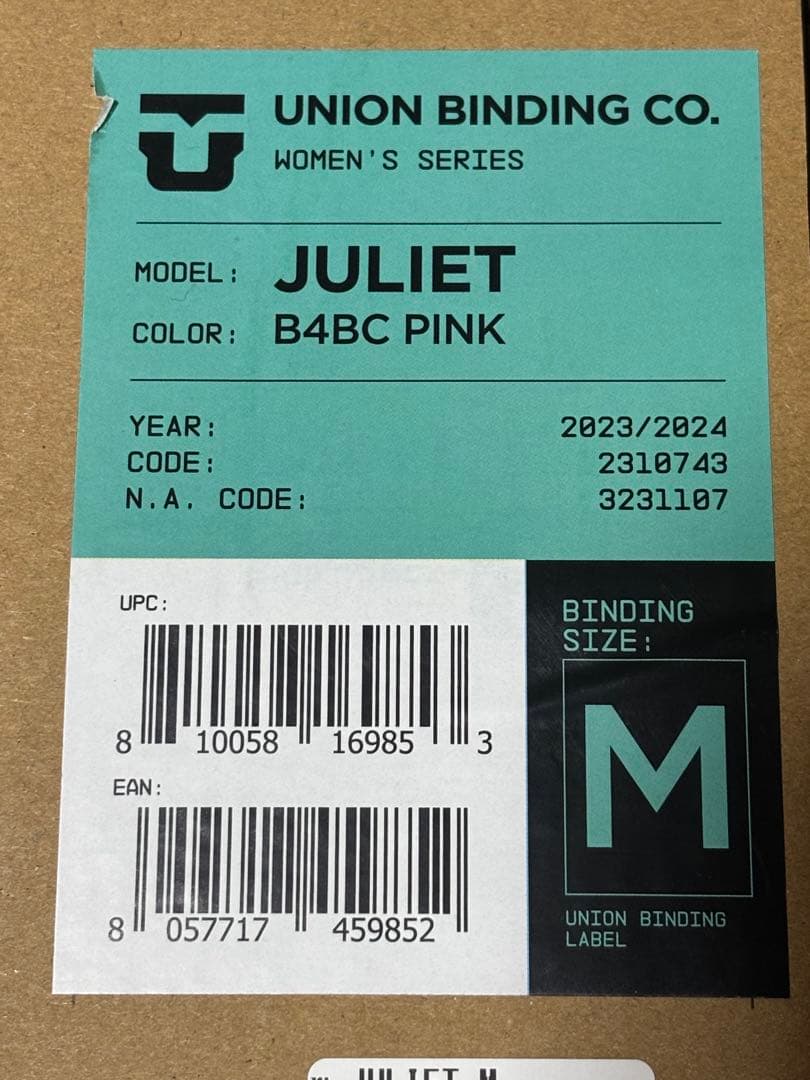 UNION BINDING CO.
WOMEN'S SERIES
MODEL: JULIET
COLOR: B4BC PINK
YEAR: 2023/2024
CODE: 2310743
N.A. CODE: 3231107
UPC:
8 10058 16985 3
EAN:
8 057717 459852
BINDING
SIZE:
M
UNION BINDING
LABEL
JULIET M